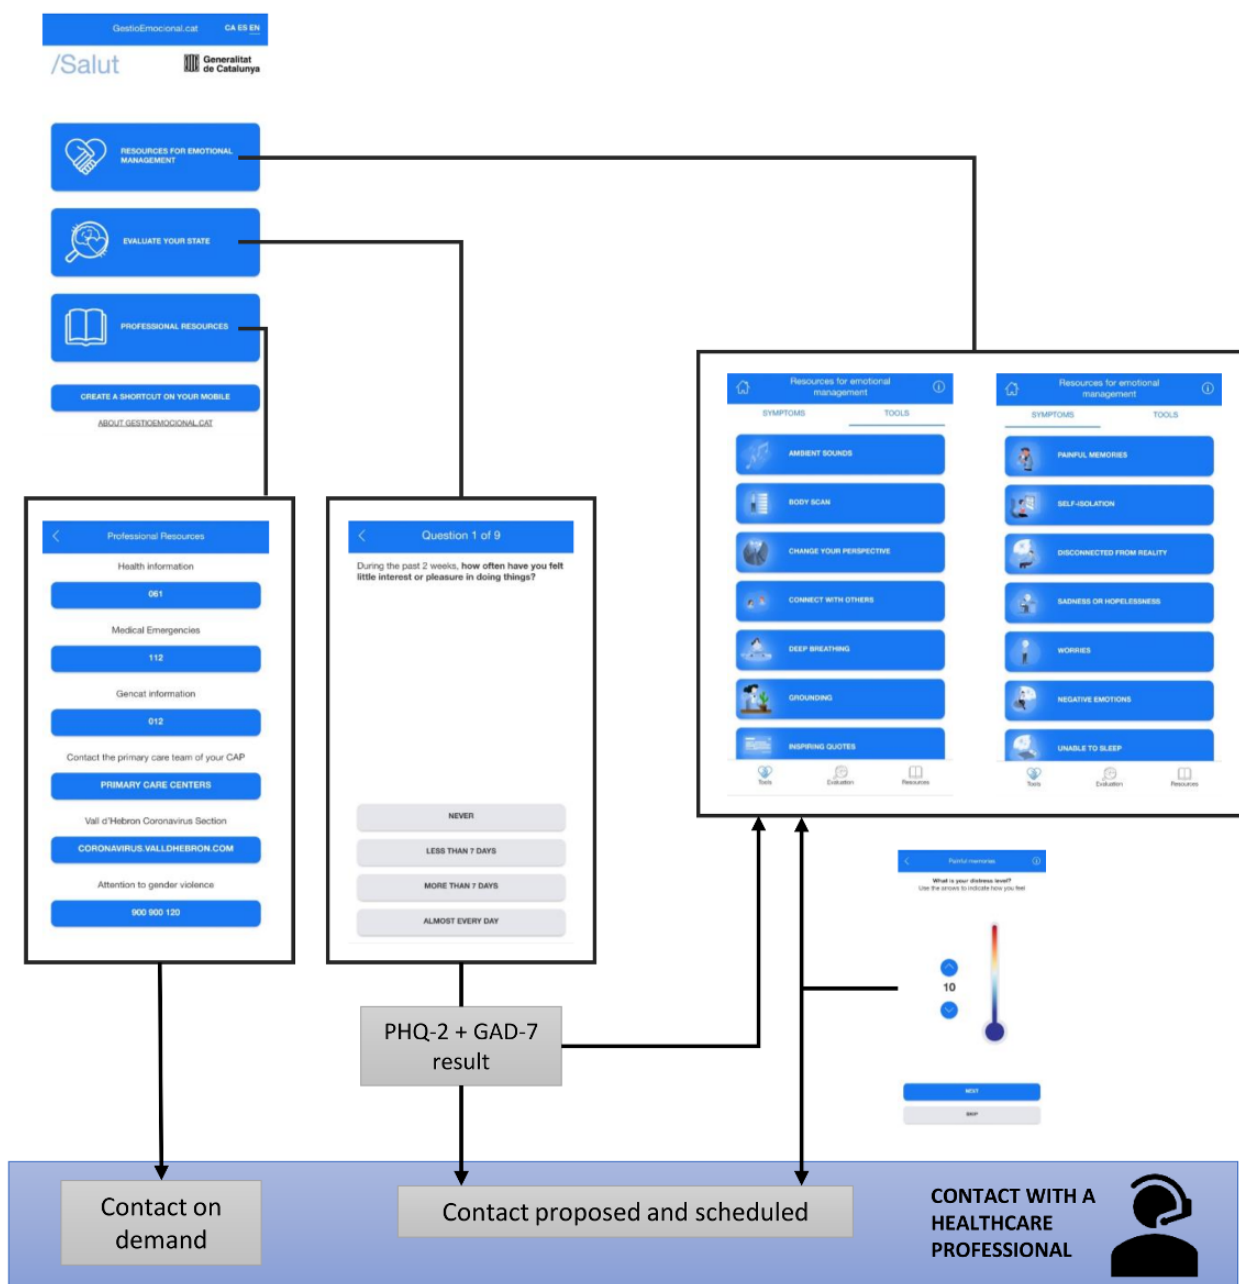 GestioEmocional.cat
CA ES EN
/Salut
Generalitat
de Catalunya
RESOURCES FOR EMOTIONAL
MANAGEMENT
EVALUATE YOUR STATE
PROFESSIONAL RESOURCES
CREATE A SHORTCUT ON YOUR MOBILE
ABOUT GESTIOEMOCIONAL.CAT
Professional Resources
Health information
061
Medical Emergencies
112
Gencat information
012
Contact the primary care team of your CAP
PRIMARY CARE CENTERS
Vall d'Hebron Coronavirus Section
CORONAVIRUS.VALLDHEBRON.COM
Attention to gender violence
900 900 120
Question 1 of 9
During the past 2 weeks, how often have you felt
little interest or pleasure in doing things?
NEVER
LESS THAN 7 DAYS
MORE THAN 7 DAYS
ALMOST EVERY DAY
Resources for emotional
management
SYMPTOMS
TOOLS
AMBIENT SOUNDS
BODY SCAN
CHANGE YOUR PERSPECTIVE
CONNECT WITH OTHERS
DEEP BREATHING
GROUNDING
INSPIRING QUOTES
Tools
Evaluation
Resources
Resources for emotional
management
SYMPTOMS
TOOLS
PAINFUL MEMORIES
SELF-ISOLATION
DISCONNECTED FROM REALITY
SADNESS OR HOPELESSNESS
WORRIES
NEGATIVE EMOTIONS
UNABLE TO SLEEP
Tools
Evaluation
Resources
Painful memories
What is your distress level?
Use the arrows to indicate how you feel
10
NEXT
SKIP
PHQ-2 + GAD-7
result
Contact on
demand
Contact proposed and scheduled
CONTACT WITH A
HEALTHCARE
PROFESSIONAL